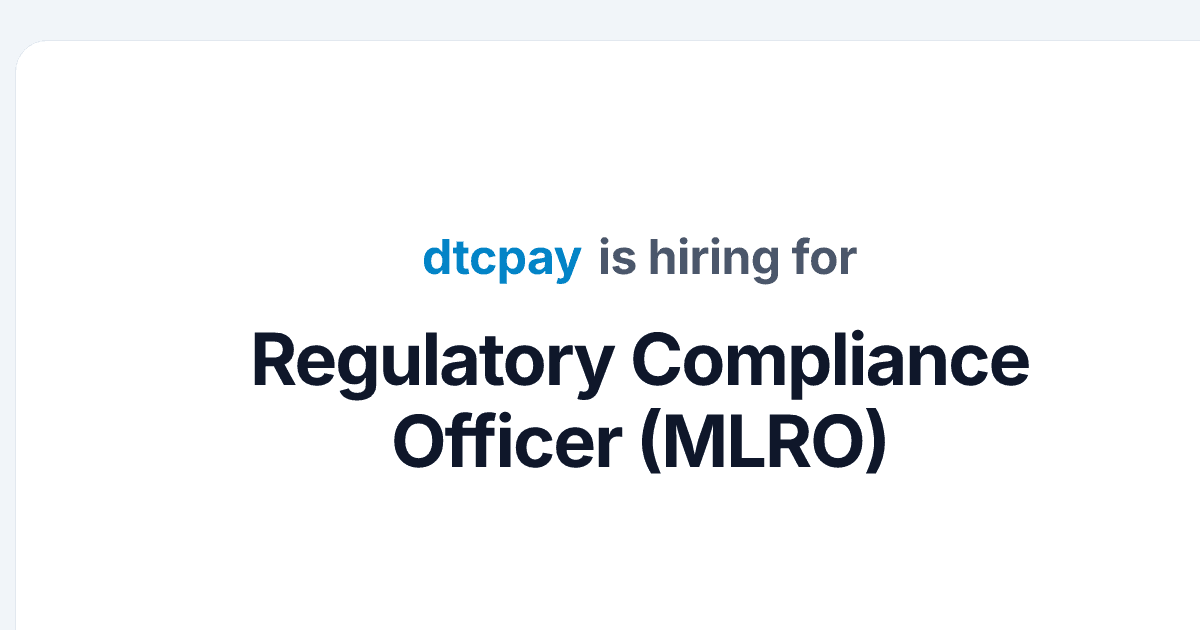 dtcpay is hiring for
Regulatory Compliance
Officer (MLRO)